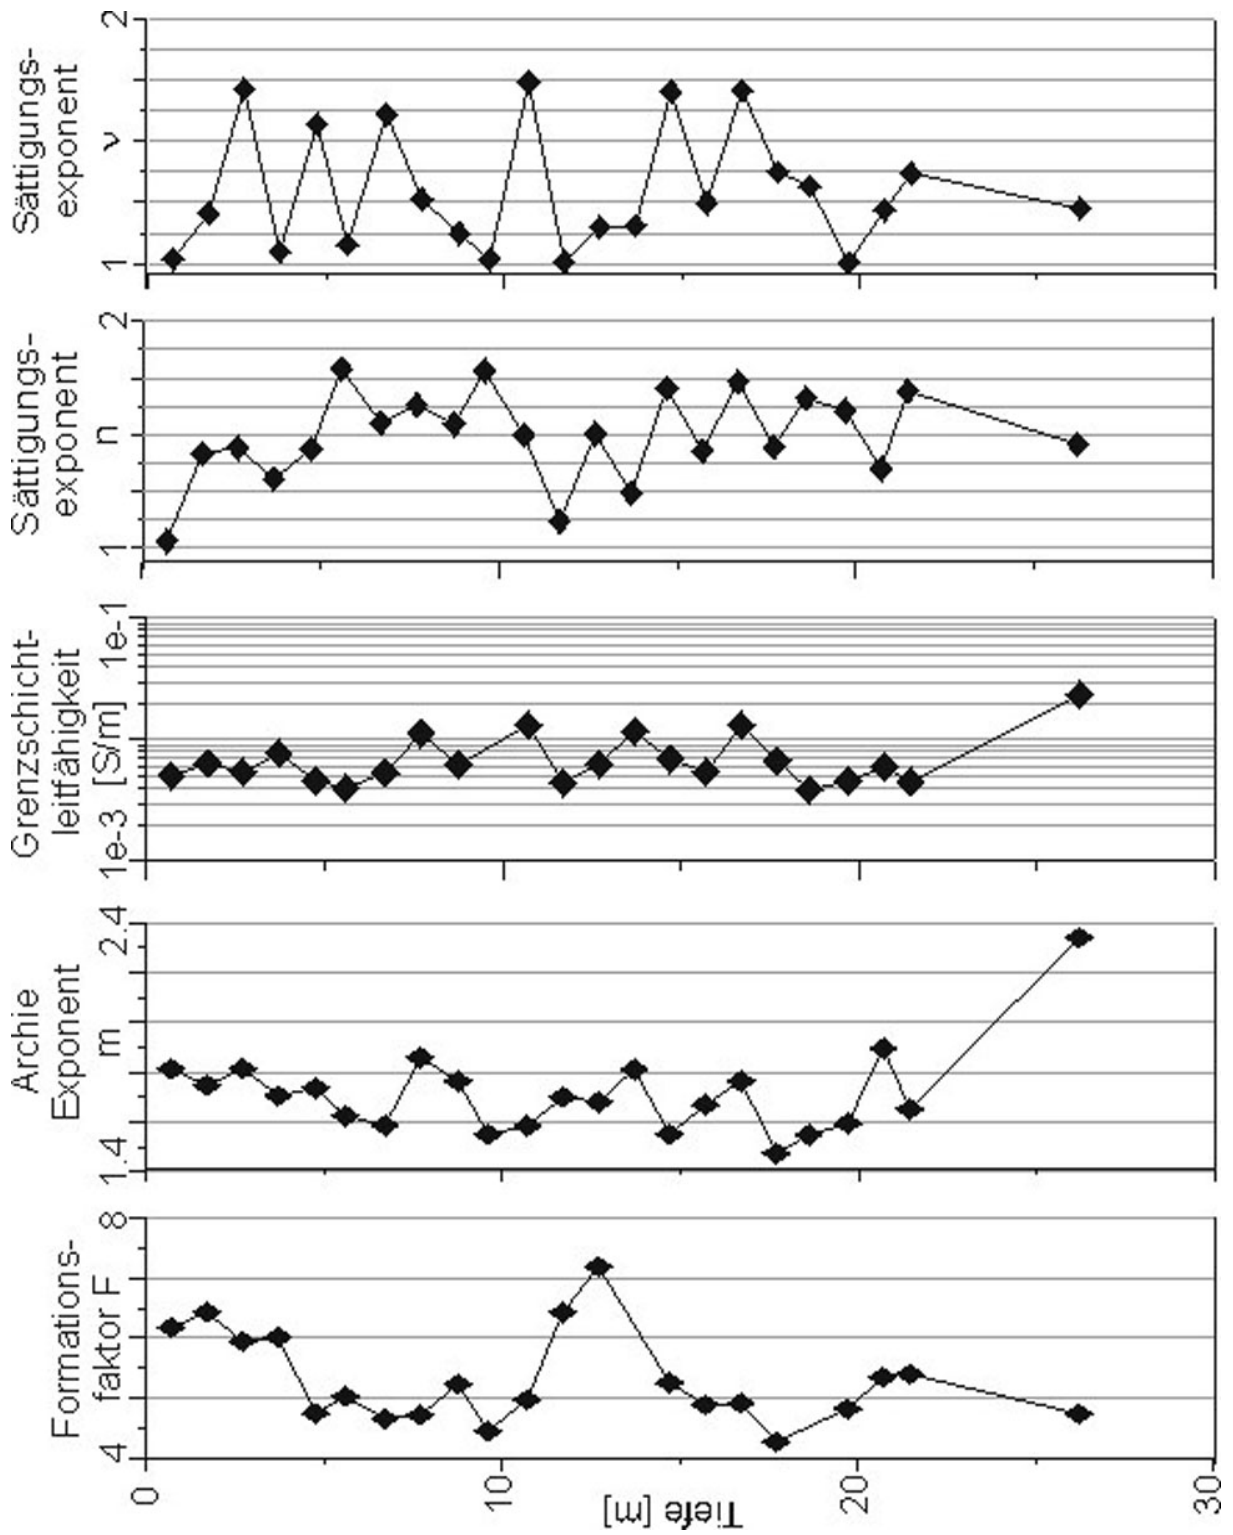 Sättigungs-
exponent
2
ν
1
Sättigungs-
exponent
2
n
1
Grenzschicht-
leitfähigkeit
[S/m]
1e-1
1e-3
Archie
Exponent
2.4
m
1.4
Formations-
faktor F
8
4
0
10
20
30
Tiefe [m]